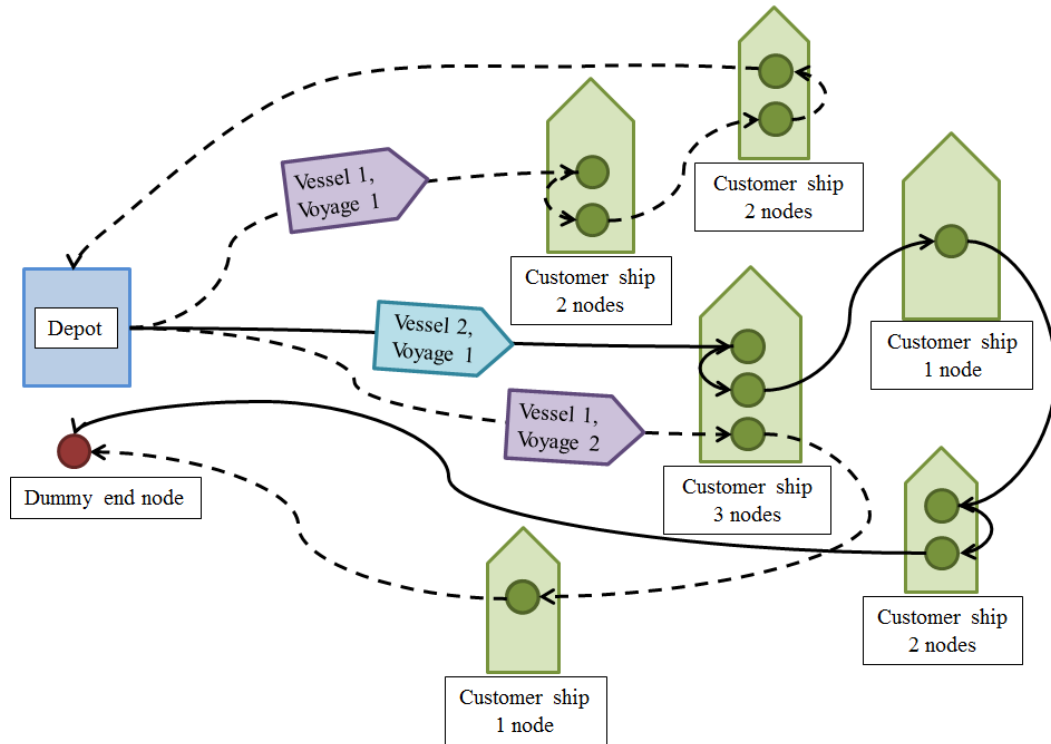 Vessel 1,
Voyage 1
Customer ship
2 nodes
Customer ship
2 nodes
Depot
Vessel 2,
Voyage 1
Customer ship
1 node
Vessel 1,
Voyage 2
Dummy end node
Customer ship
3 nodes
Customer ship
2 nodes
Customer ship
1 node